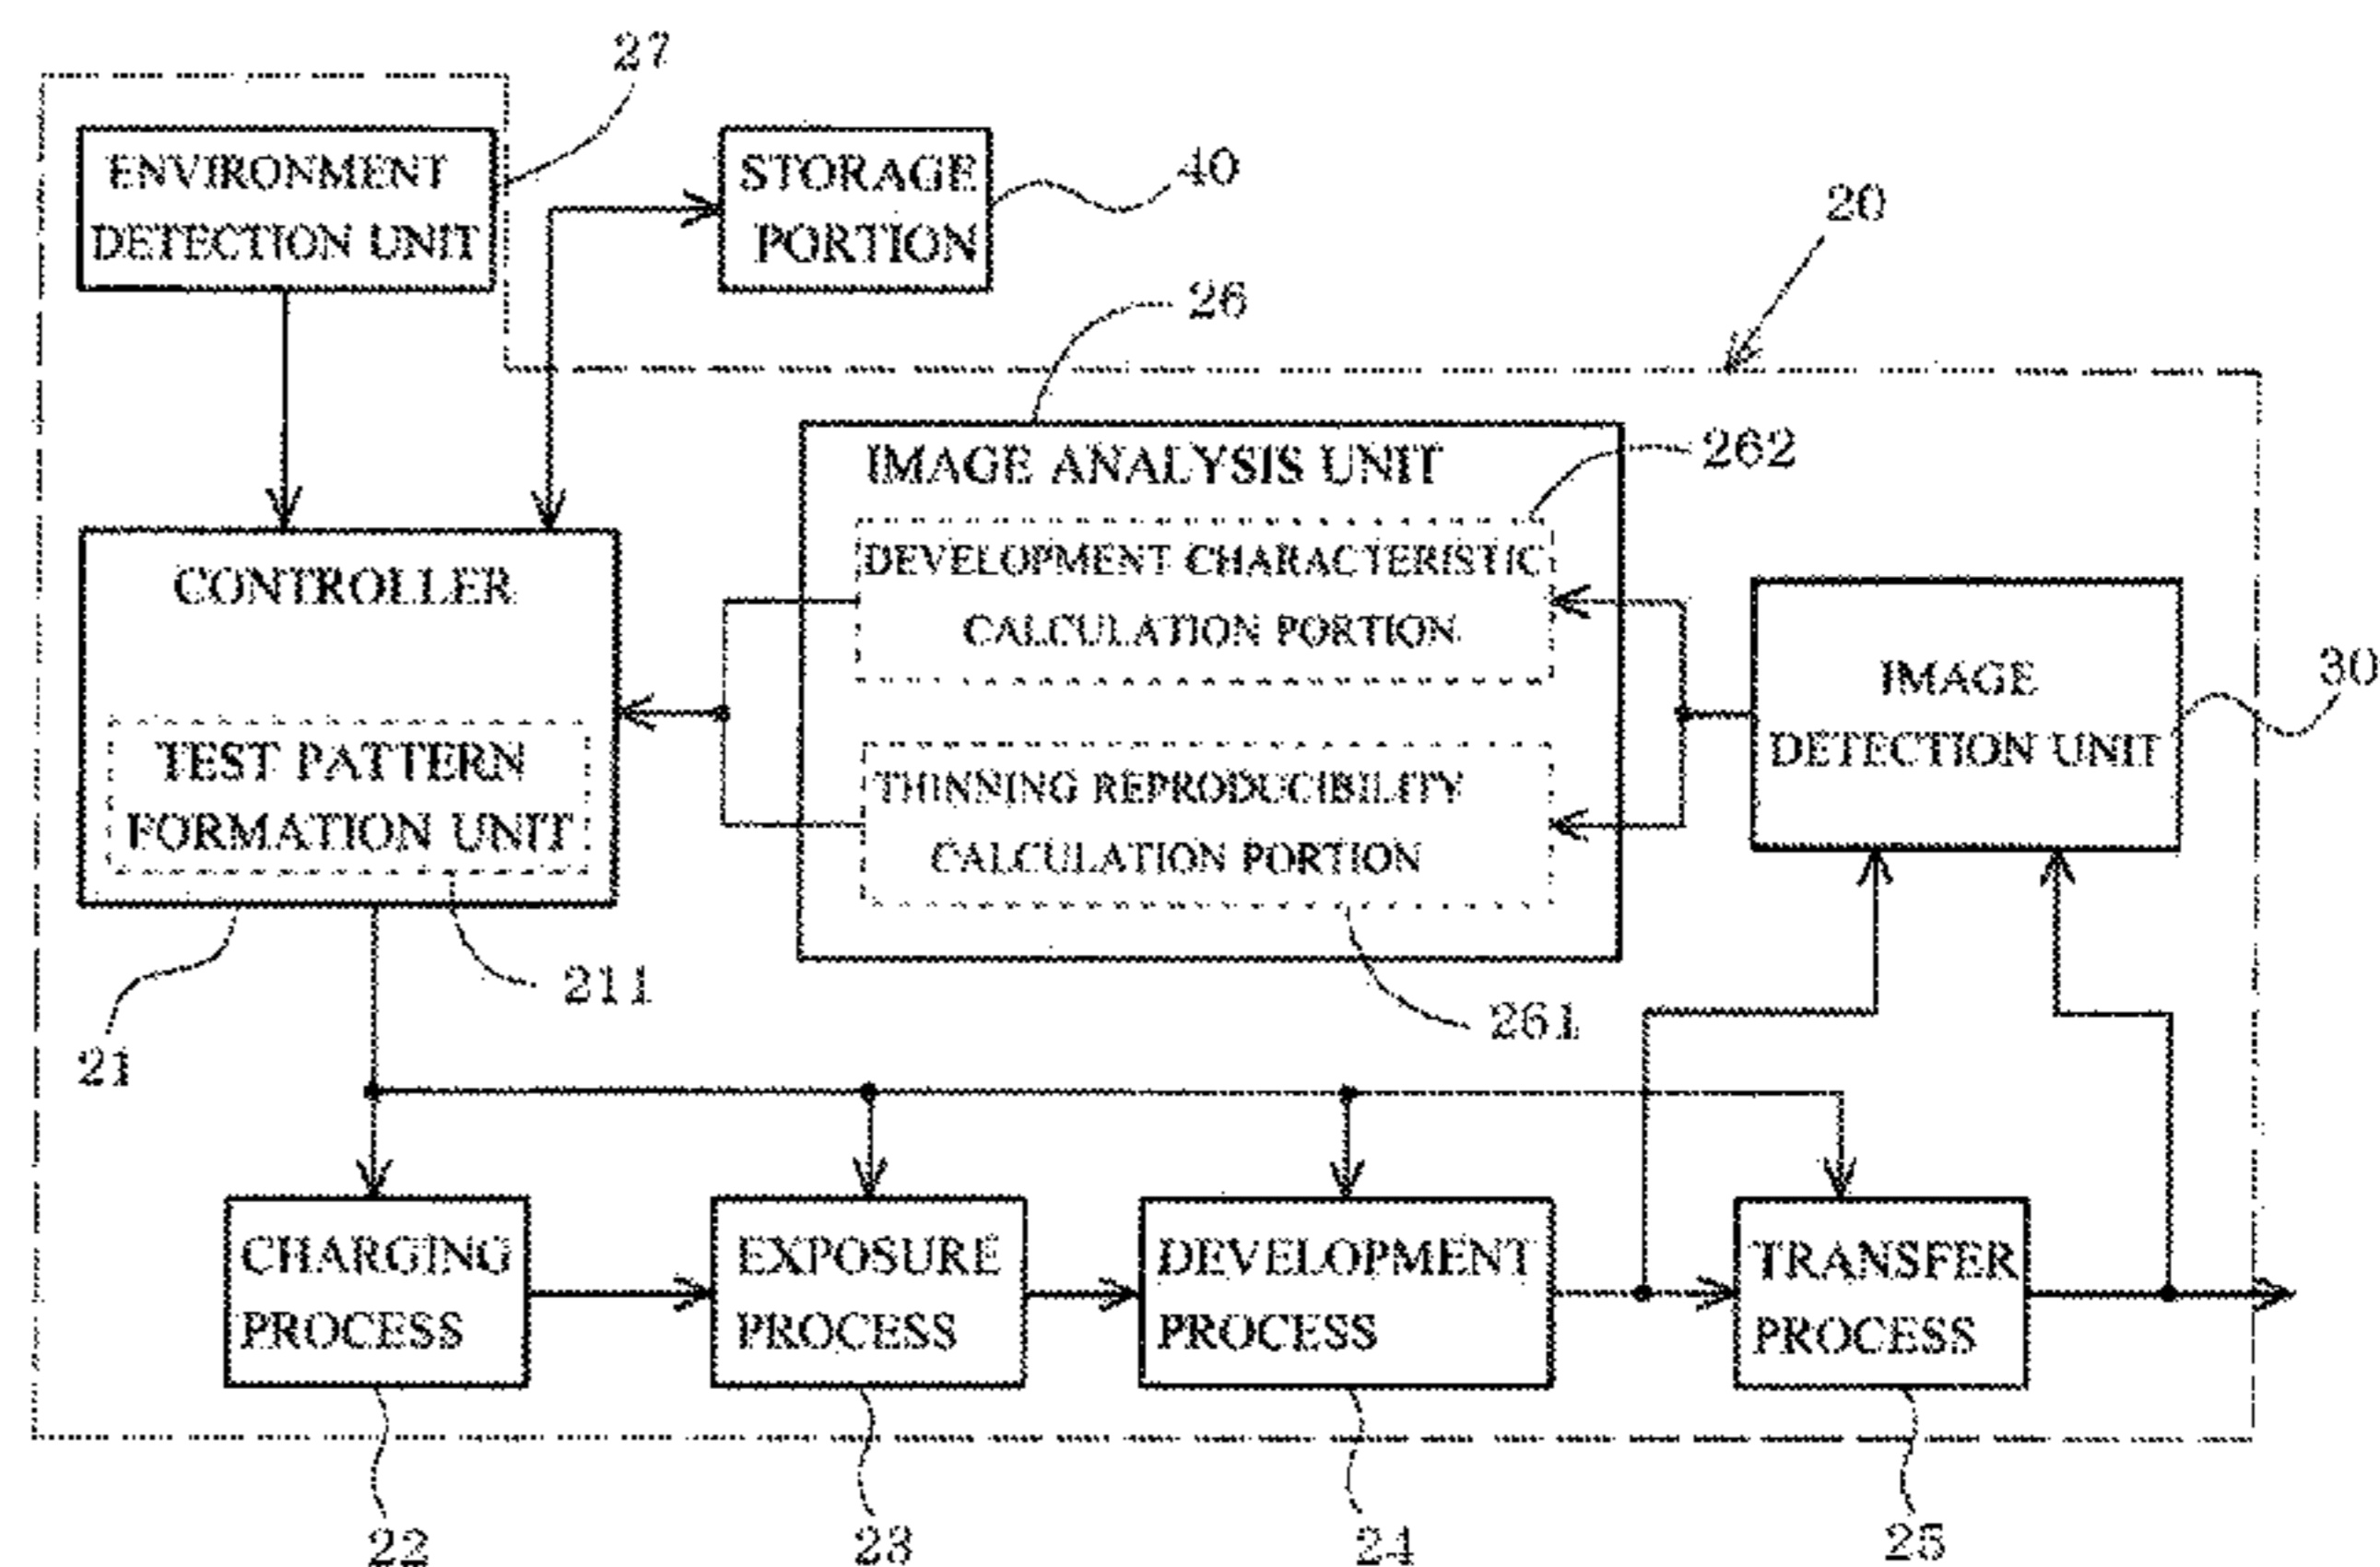 27
ENVIRONMENT
DETECTION UNIT
STORAGE
PORTION
40
20
26
IMAGE ANALYSIS UNIT
262
DEVELOPMENT CHARACTERISTIC
CALCULATION PORTION
CONTROLLER
IMAGE
DETECTION UNIT
30
TEST PATTERN
FORMATION UNIT
THINNING REPRODUCIBILITY
CALCULATION PORTION
211
261
21
CHARGING
PROCESS
EXPOSURE
PROCESS
DEVELOPMENT
PROCESS
TRANSFER
PROCESS
22
23
24
25